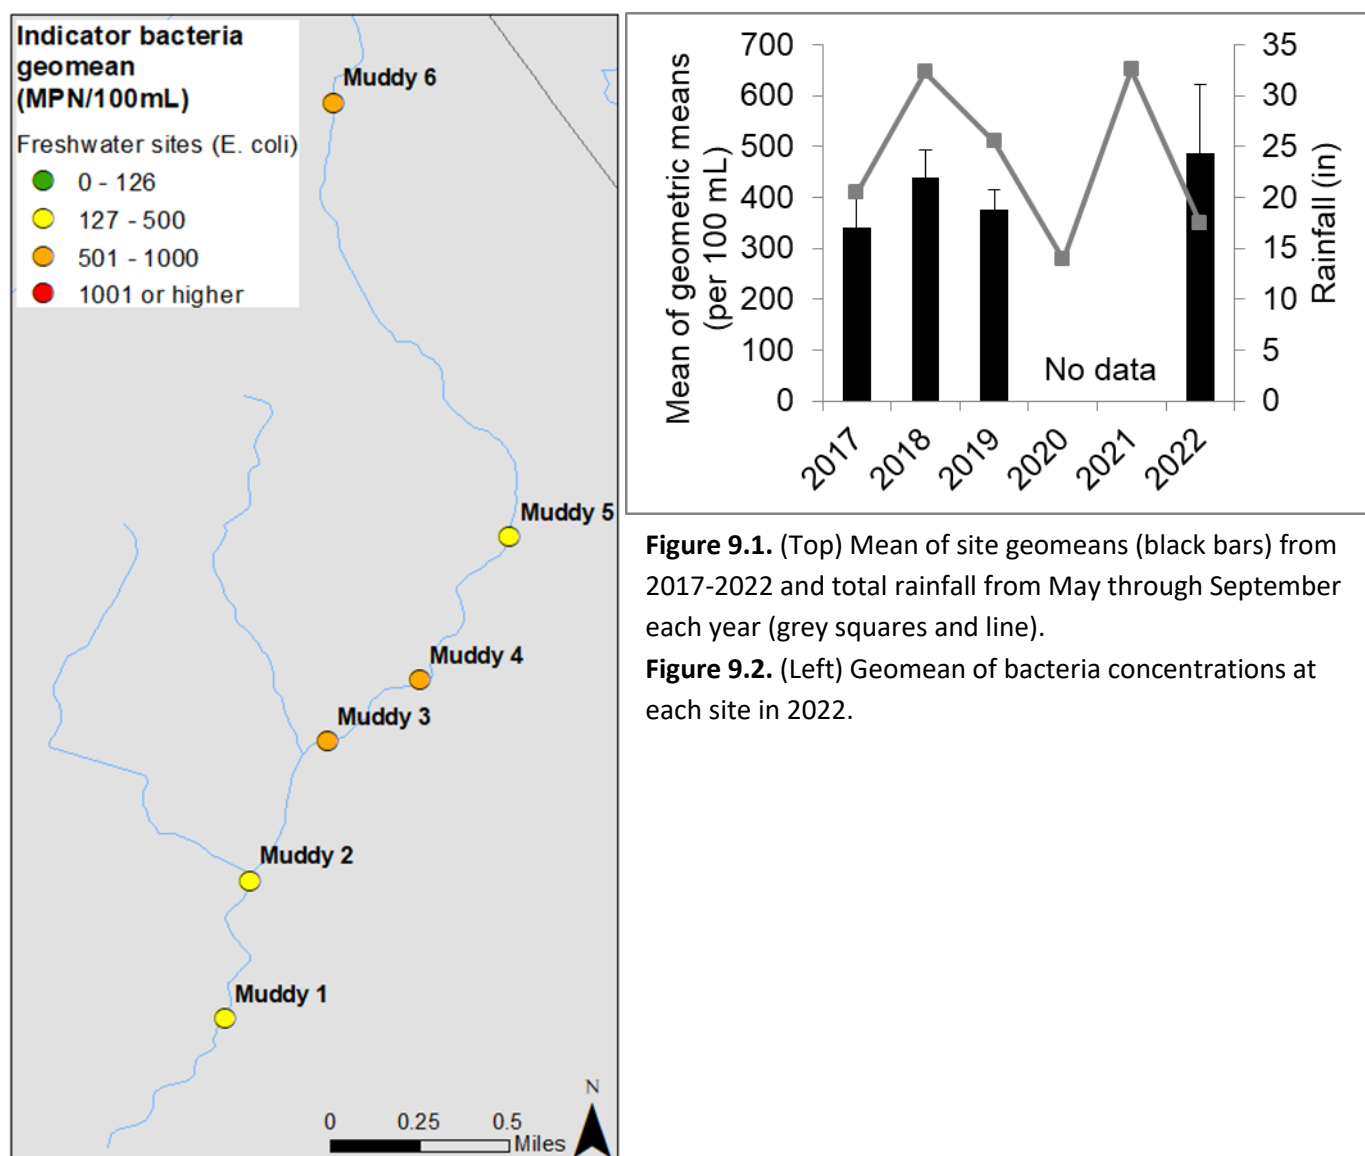 Indicator bacteria
geomean
(MPN/100mL)
Freshwater sites (E. coli)
0 - 126
127 - 500
501 - 1000
1001 or higher
Muddy 6
Muddy 5
Muddy 4
Muddy 3
Muddy 2
Muddy 1
0 0.25 0.5
Miles
N
Mean of geometric means
(per 100 mL)
700
600
500
400
300
200
100
0
35
30
25
20
15
10
5
0
Rainfall (in)
No data
2017
2018
2019
2020
2021
2022
Figure 9.1. (Top) Mean of site geomeans (black bars) from
2017-2022 and total rainfall from May through September
each year (grey squares and line).
Figure 9.2. (Left) Geomean of bacteria concentrations at
each site in 2022.